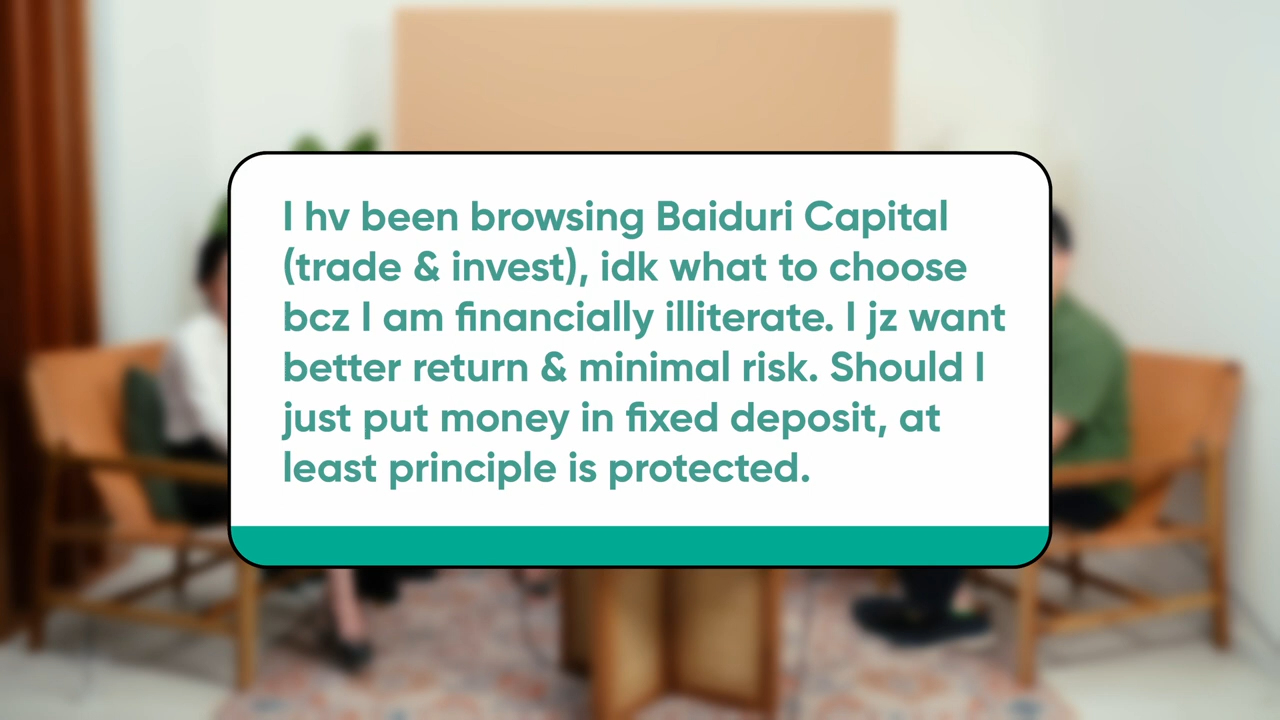 I hv been browsing Baiduri Capital
(trade & invest), idk what to choose
bcz I am financially illiterate. I jz want
better return & minimal risk. Should I
just put money in fixed deposit, at
least principle is protected.